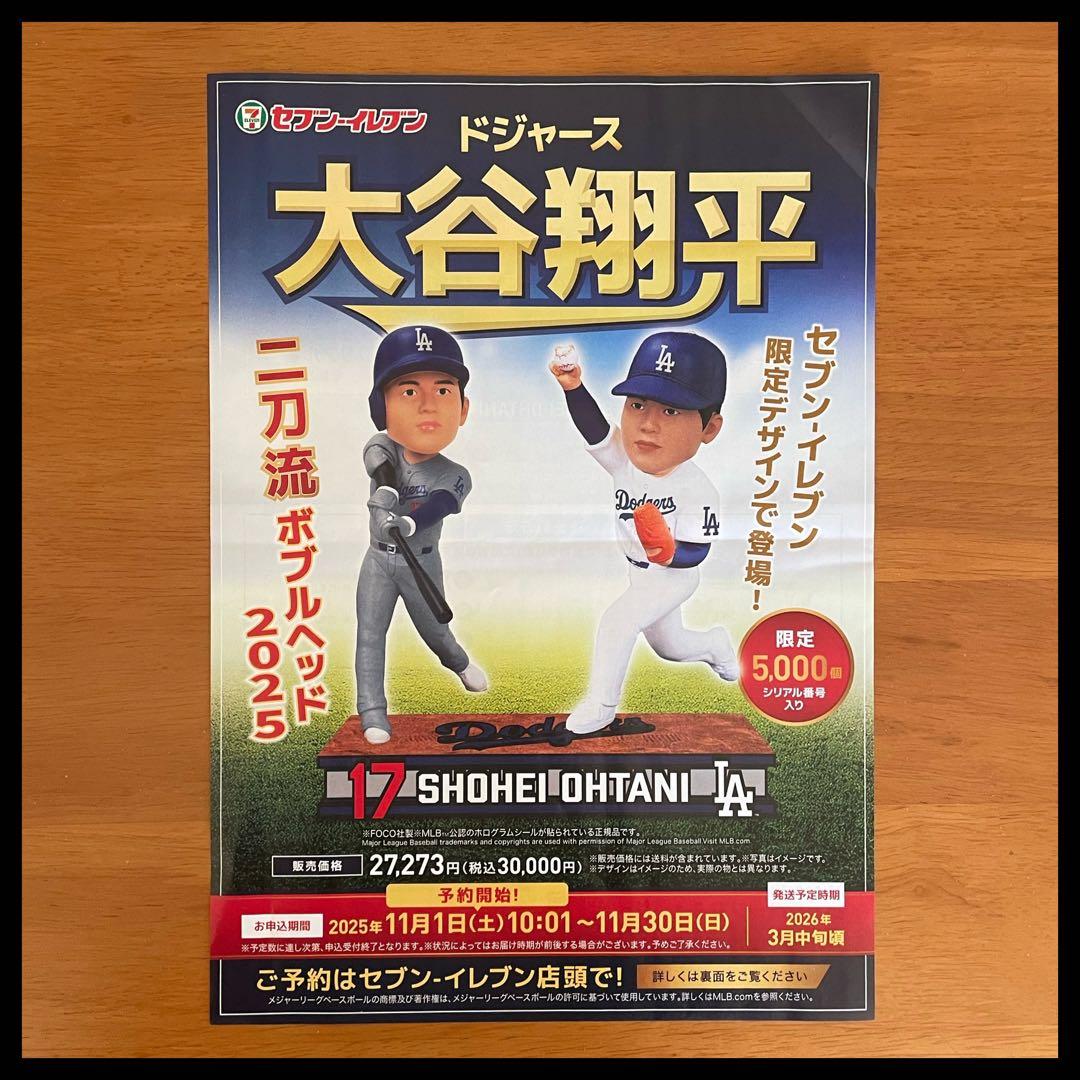 7 ELEVEN セブン-イレブン
ドジャース
大谷翔平
二刀流 ボブルヘッド
2025
セブン-イレブン
限定デザインで登場！
LA
LA
Dodgers
Dodgers
LA
LA
限定
5,000個
シリアル番号
入り
Dodgers
17 SHOHEI OHTANI LA
※FOCO社製※MLB™公認のホログラムシールが貼られている正規品です。
Major League Baseball trademarks and copyrights are used with permission of Major League Baseball.Visit MLB.com
販売価格 27,273円(税込30,000円)
※販売価格には送料が含まれています。※写真はイメージです。
※デザインはイメージのため、実際の物とは異なります。
予約開始！
お申込期間 2025年11月1日(土)10:01～11月30日(日)
※予定数に達し次第、申込受付終了となります。※状況によってはお届け時期が前後する場合がございます。予めご了承ください。
発送予定時期
2026年
3月中旬頃
ご予約はセブン-イレブン店頭で！ 詳しくは裏面をご覧ください
メジャーリーグベースボールの商標及び著作権は、メジャーリーグベースボールの許可に基づいて使用しています。詳しくはMLB.comを参照ください。